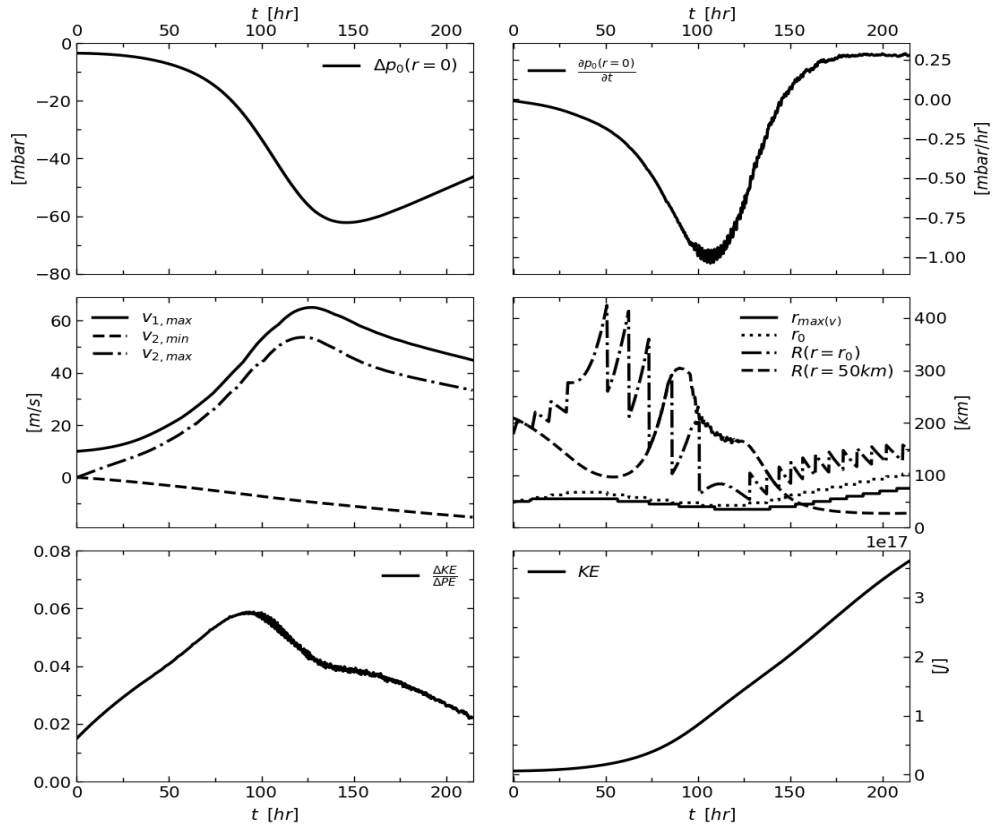 t [hr]
t [hr]
0 50 100 150 200
0 50 100 150 200
0
−20
−40
−60
−80
[mbar]
Δp₀(r = 0)
∂p₀(r=0)/∂t
0.25
0.00
−0.25
−0.50
−0.75
−1.00
[mbar/hr]
60
40
20
0
[m/s]
v₁,max
v₂,min
v₂,max
r_max(v)
r₀
R(r = r₀)
R(r = 50km)
400
300
200
100
0
[km]
0.08
0.06
0.04
0.02
0.00
ΔKE/ΔPE
1e17
KE
3
2
1
0
[J]
0 50 100 150 200
0 50 100 150 200
t [hr]
t [hr]